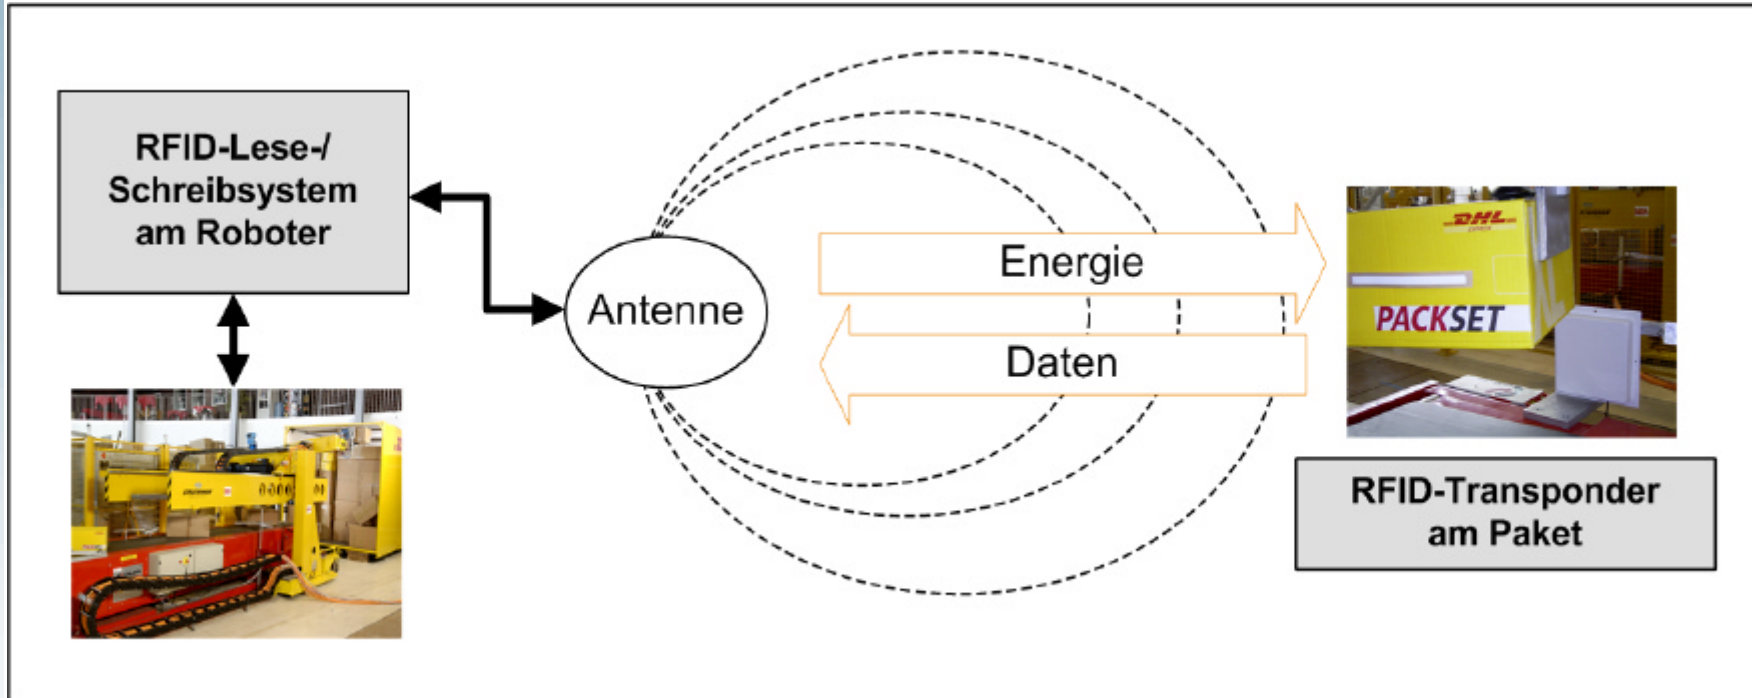 RFID-Lese-/
Schreibsystem
am Roboter
Antenne
Energie
Daten
DHL
PACKSET
RFID-Transponder
am Paket